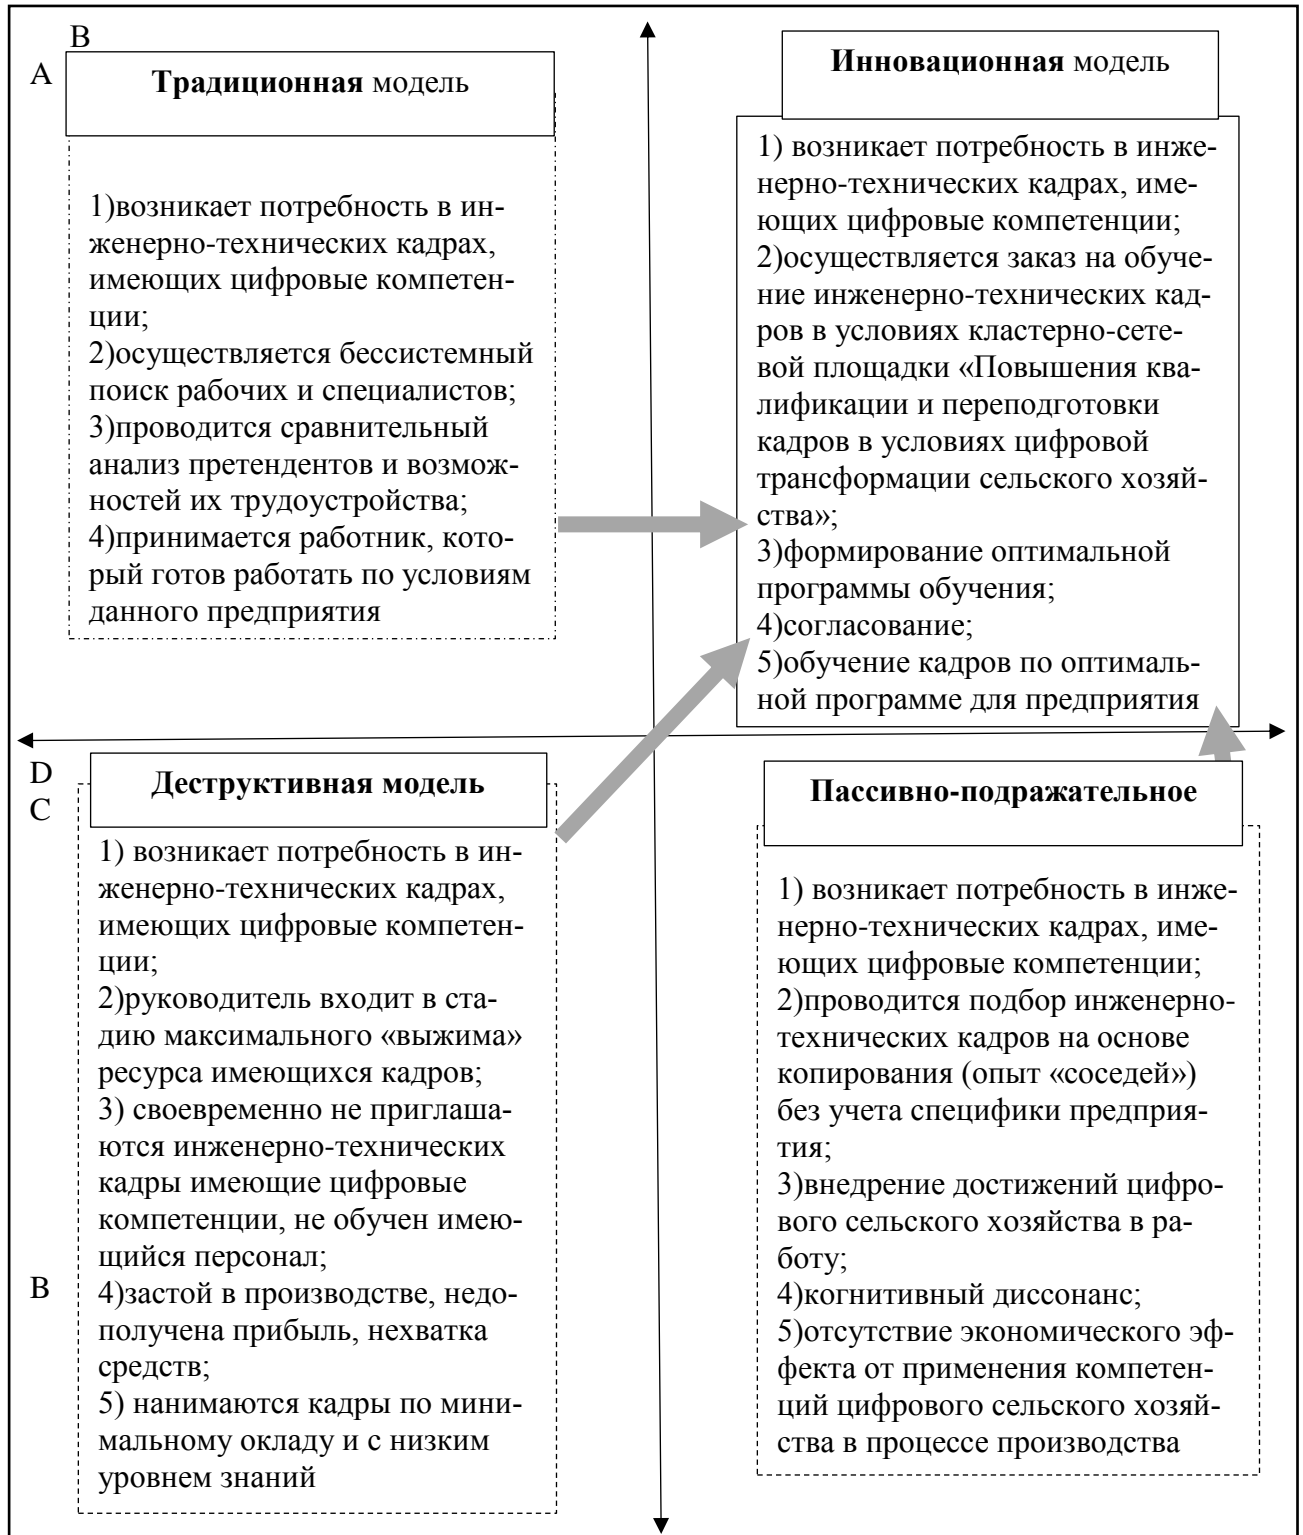 В
А
Традиционная модель
1)возникает потребность в ин-
женерно-технических кадрах,
имеющих цифровые компетен-
ции;
2)осуществляется бессистемный
поиск рабочих и специалистов;
3)проводится сравнительный
анализ претендентов и возмож-
ностей их трудоустройства;
4)принимается работник, кото-
рый готов работать по условиям
данного предприятия
Инновационная модель
1) возникает потребность в инже-
нерно-технических кадрах, име-
ющих цифровые компетенции;
2)осуществляется заказ на обуче-
ние инженерно-технических кад-
ров в условиях кластерно-сете-
вой площадки «Повышения ква-
лификации и переподготовки
кадров в условиях цифровой
трансформации сельского хозяй-
ства»;
3)формирование оптимальной
программы обучения;
4)согласование;
5)обучение кадров по оптималь-
ной программе для предприятия
D
C
Деструктивная модель
1) возникает потребность в ин-
женерно-технических кадрах,
имеющих цифровые компетен-
ции;
2)руководитель входит в ста-
дию максимального «выжима»
ресурса имеющихся кадров;
3) своевременно не приглаша-
ются инженерно-технических
кадры имеющие цифровые
компетенции, не обучен имею-
щийся персонал;
В
4)застой в производстве, недо-
получена прибыль, нехватка
средств;
5) нанимаются кадры по мини-
мальному окладу и с низким
уровнем знаний
Пассивно-подражательное
1) возникает потребность в инже-
нерно-технических кадрах, име-
ющих цифровые компетенции;
2)проводится подбор инженерно-
технических кадров на основе
копирования (опыт «соседей»)
без учета специфики предприя-
тия;
3)внедрение достижений цифро-
вого сельского хозяйства в ра-
боту;
4)когнитивный диссонанс;
5)отсутствие экономического эф-
фекта от применения компетен-
ций цифрового сельского хозяй-
ства в процессе производства